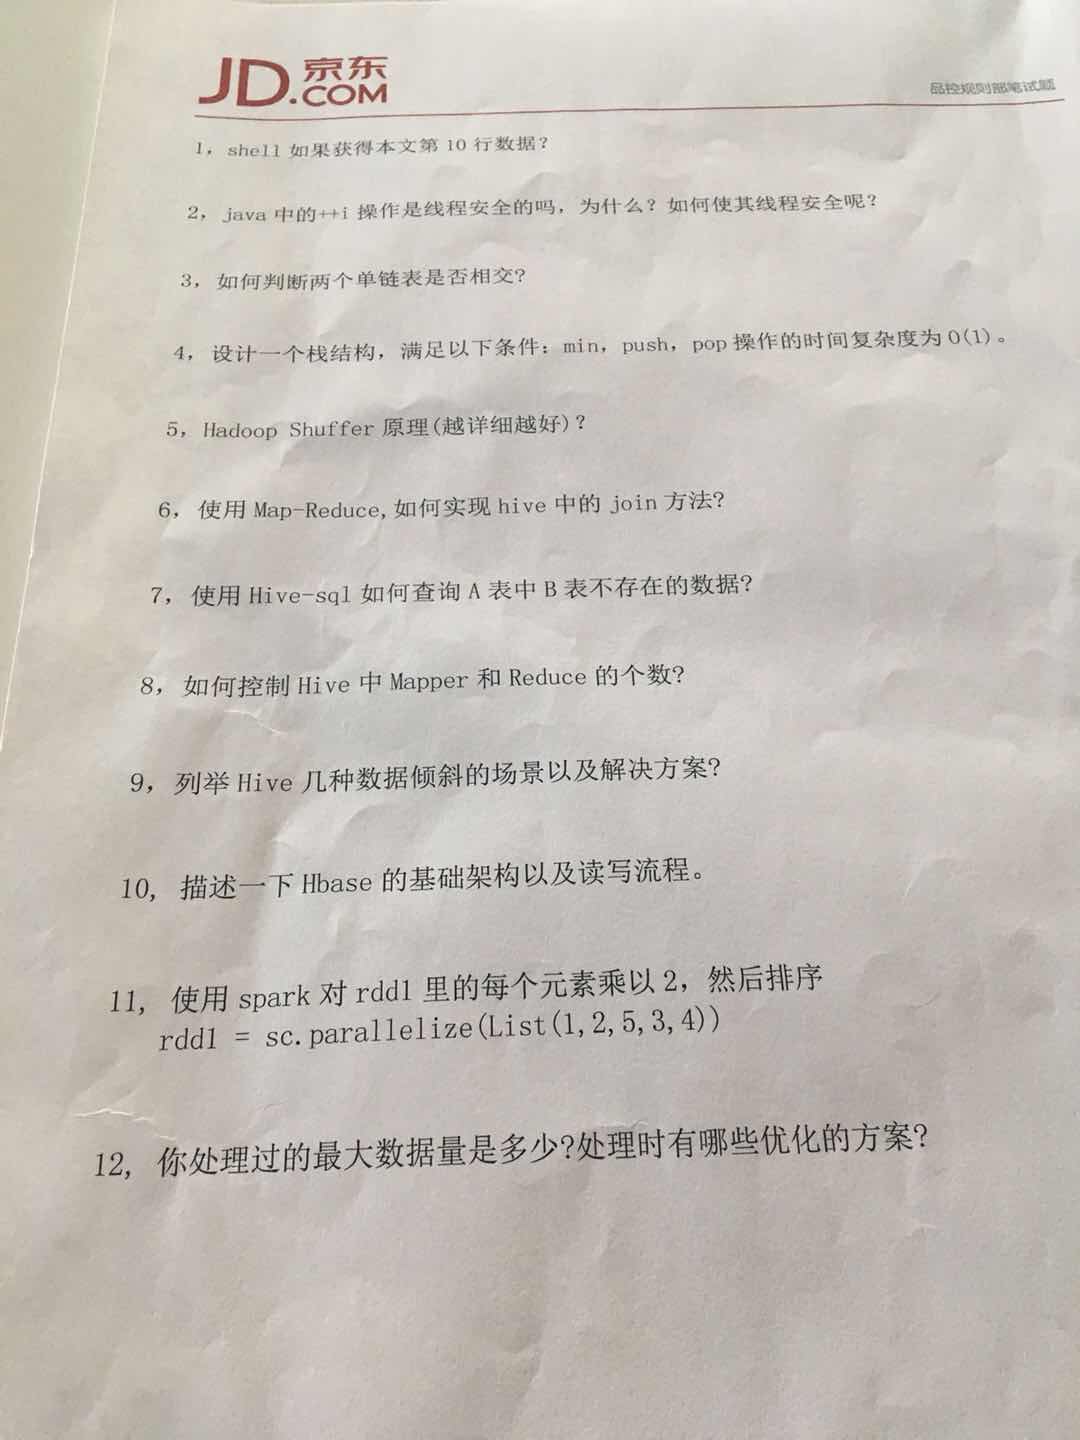 JD 京东
.COM
品控规则部笔试题
1，shell 如果获得本文第 10 行数据？
2，java 中的++i 操作是线程安全的吗，为什么？如何使其线程安全呢？
3，如何判断两个单链表是否相交？
4，设计一个栈结构，满足以下条件：min，push，pop 操作的时间复杂度为 O(1)。
5，Hadoop Shuffer 原理(越详细越好)？
6，使用 Map-Reduce,如何实现 hive 中的 join 方法?
7，使用 Hive-sql 如何查询 A 表中 B 表不存在的数据?
8，如何控制 Hive 中 Mapper 和 Reduce 的个数?
9，列举 Hive 几种数据倾斜的场景以及解决方案?
10，描述一下 Hbase 的基础架构以及读写流程。
11，使用 spark 对 rdd1 里的每个元素乘以 2，然后排序
rdd1 = sc.parallelize(List(1,2,5,3,4))
12，你处理过的最大数据量是多少?处理时有哪些优化的方案?